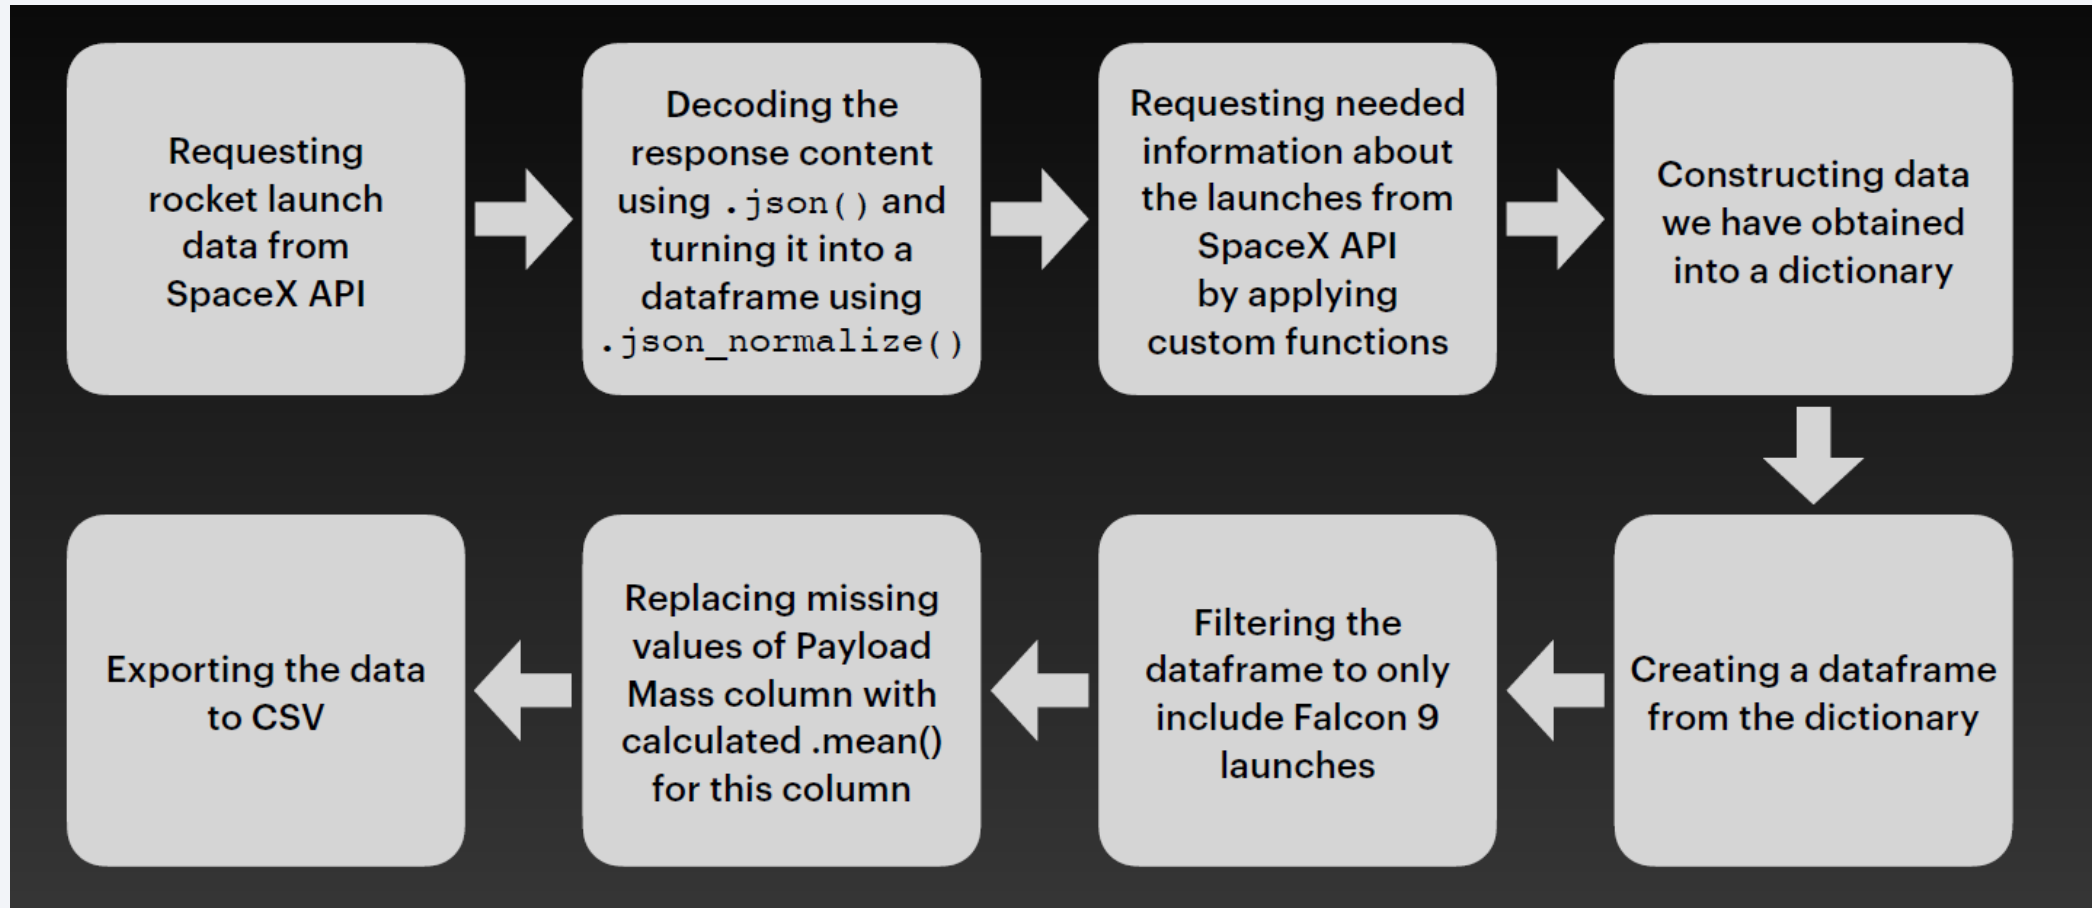 Requesting
rocket launch
data from
SpaceX API
Decoding the
response content
using .json() and
turning it into a
dataframe using
.json_normalize()
Requesting needed
information about
the launches from
SpaceX API
by applying
custom functions
Constructing data
we have obtained
into a dictionary
Creating a dataframe
from the dictionary
Filtering the
dataframe to only
include Falcon 9
launches
Replacing missing
values of Payload
Mass column with
calculated .mean()
for this column
Exporting the data
to CSV